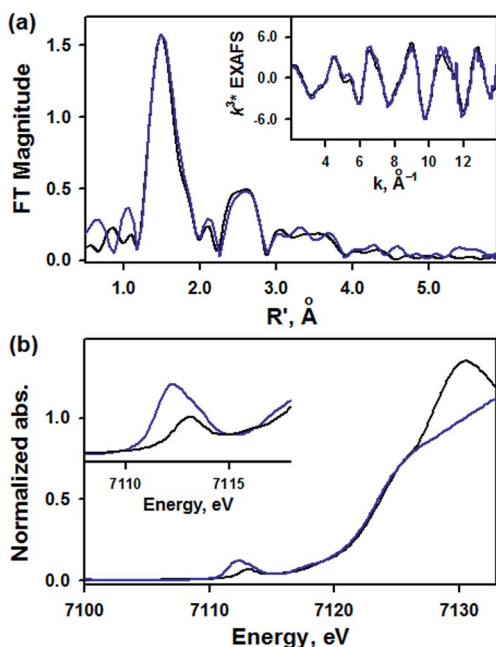 (a)
FT Magnitude
1.5
1.0
0.5
0.0
1.0 2.0 3.0 4.0 5.0
R', Å
k³* EXAFS
6.0
0.0
-6.0
4 6 8 10 12
k, Å⁻¹
(b)
Normalized abs.
1.0
0.5
0.0
7100 7110 7120 7130
Energy, eV
7110 7115
Energy, eV